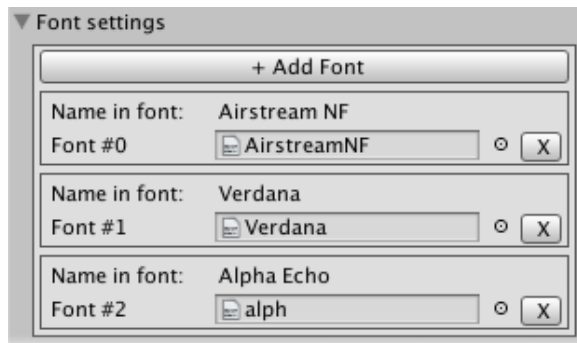 Font settings
+ Add Font
Name in font: Airstream NF
Font #0 AirstreamNF X
Name in font: Verdana
Font #1 Verdana X
Name in font: Alpha Echo
Font #2 alph X